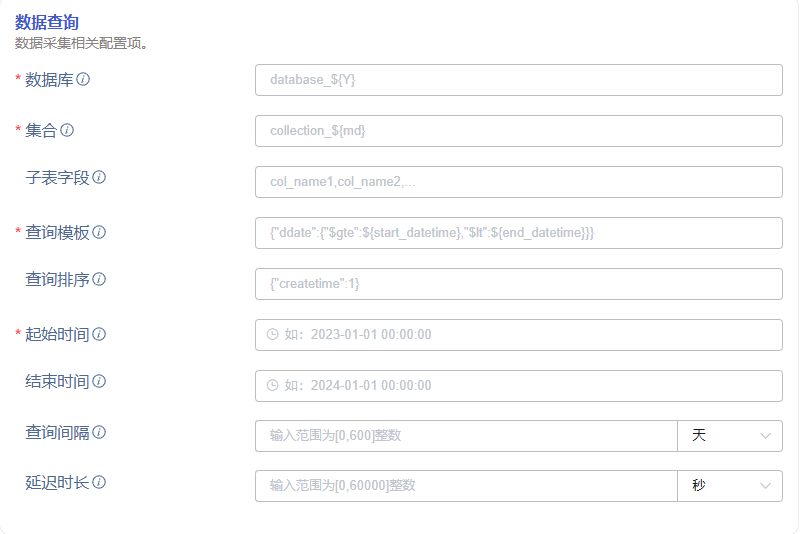 数据查询
数据采集相关配置项。
* 数据库 database_${Y}
* 集合 collection_${md}
子表字段 col_name1,col_name2,...
* 查询模板 {"ddate":{"$gte":${start_datetime},"$lt":${end_datetime}}}
查询排序 {"createtime":1}
* 起始时间 如：2023-01-01 00:00:00
结束时间 如：2024-01-01 00:00:00
查询间隔 输入范围为[0,600]整数 天
延迟时长 输入范围为[0,60000]整数 秒